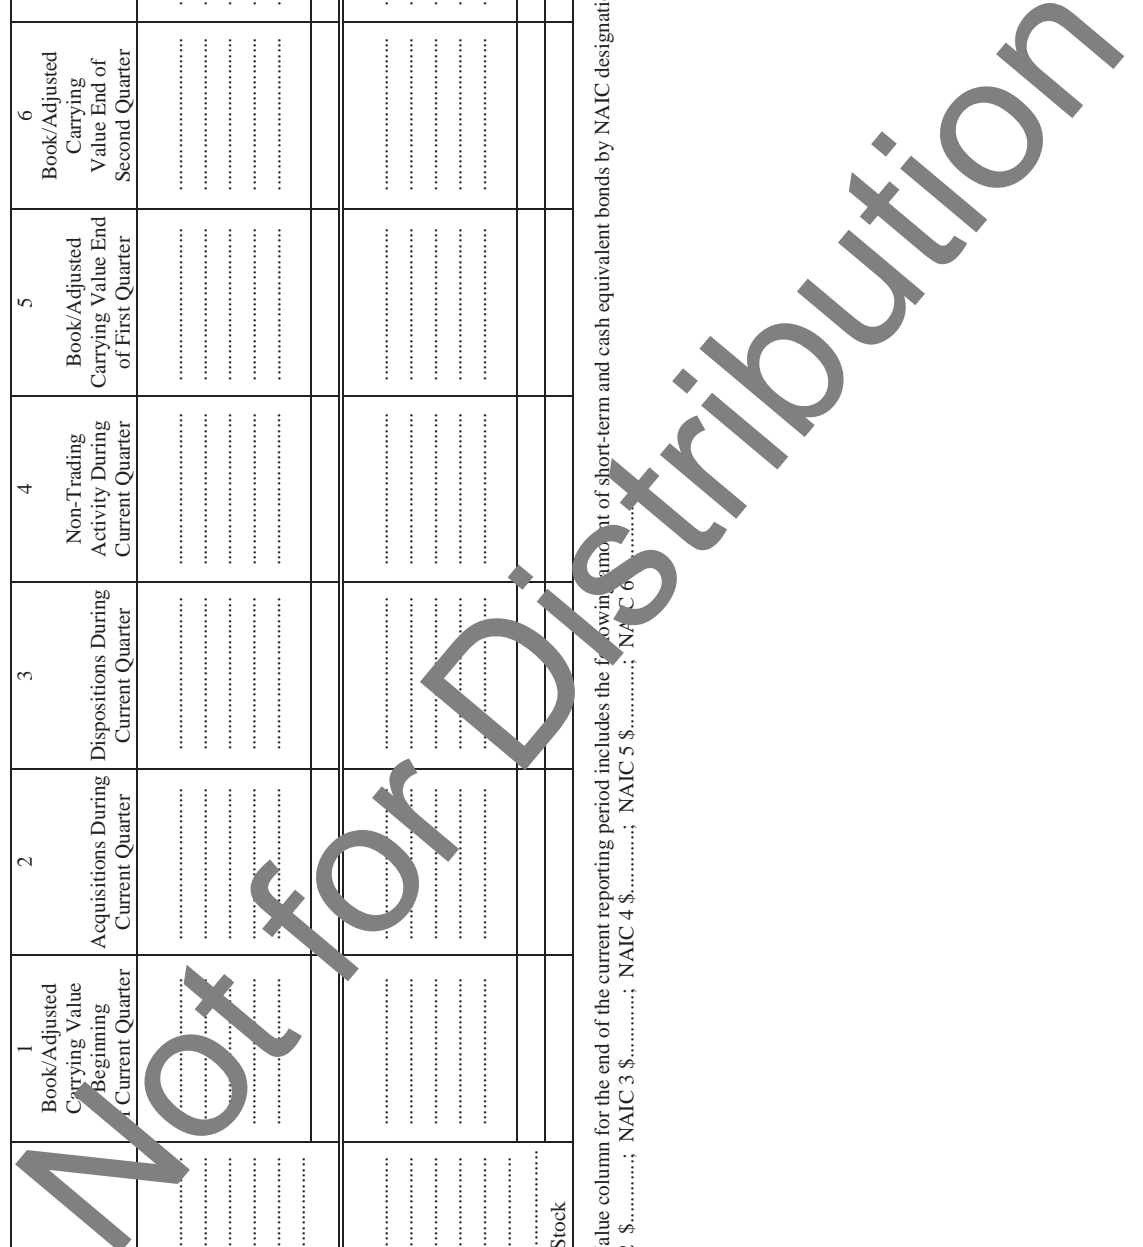 1
Book/Adjusted
Carrying Value
Beginning
Current Quarter
2
Acquisitions During
Current Quarter
3
Dispositions During
Current Quarter
4
Non-Trading
Activity During
Current Quarter
5
Book/Adjusted
Carrying Value End
of First Quarter
6
Book/Adjusted
Carrying
Value End of
Second Quarter
Stock
column for the end of the current reporting period includes the following amount of short-term and cash equivalent bonds by NAIC
$..........; NAIC 3 $..........; NAIC 4 $..........; NAIC 5 $..........; NAIC 6
Not for Distribution